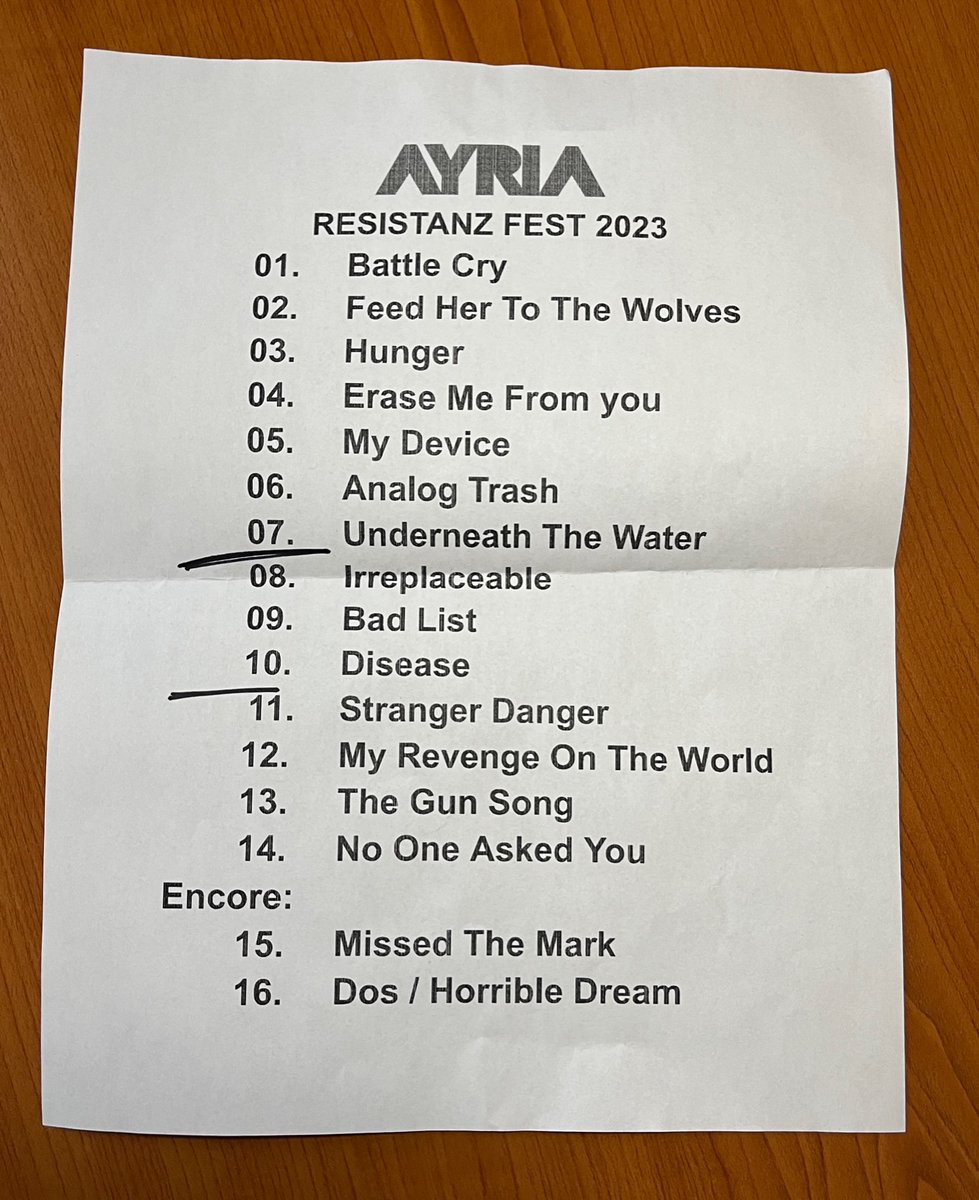 AYRIA
RESISTANZ FEST 2023
01. Battle Cry
02. Feed Her To The Wolves
03. Hunger
04. Erase Me From you
05. My Device
06. Analog Trash
07. Underneath The Water
08. Irreplaceable
09. Bad List
10. Disease
11. Stranger Danger
12. My Revenge On The World
13. The Gun Song
14. No One Asked You
Encore:
15. Missed The Mark
16. Dos / Horrible Dream